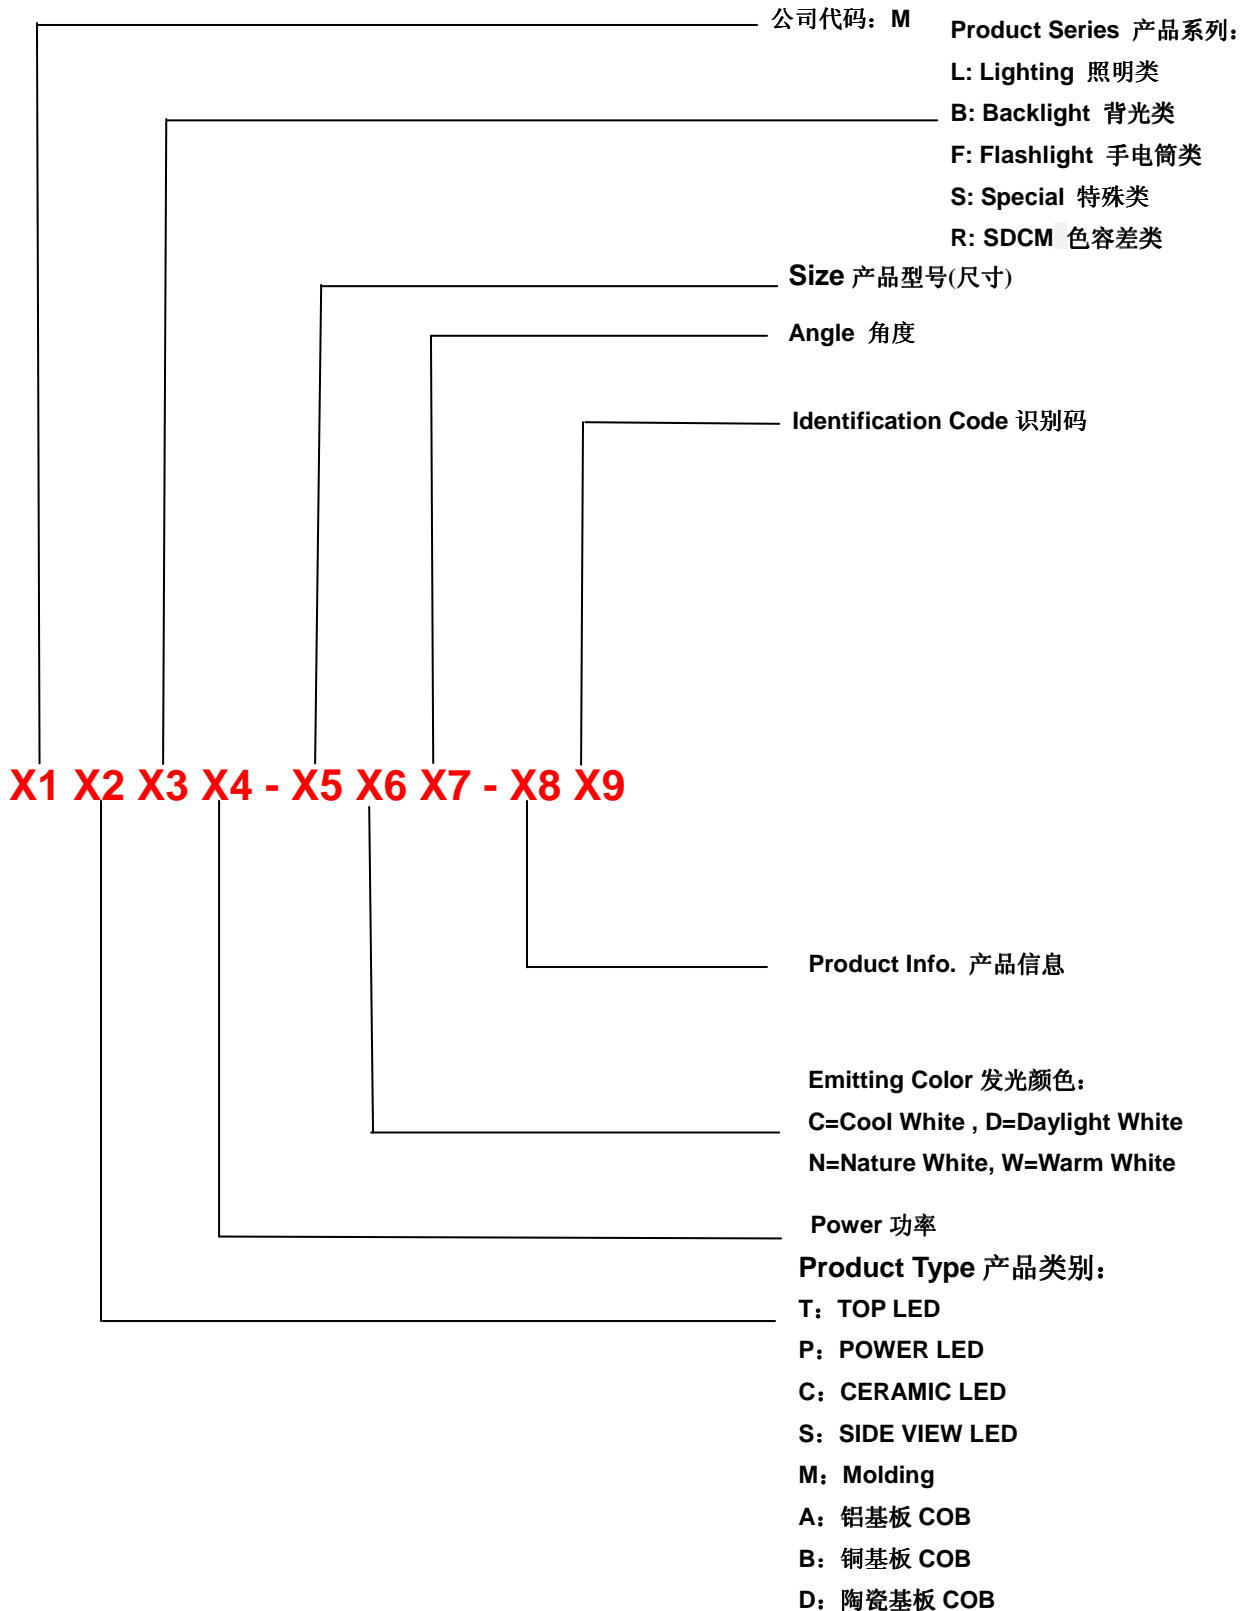 公司代码：M
Product Series 产品系列：
L: Lighting 照明类
B: Backlight 背光类
F: Flashlight 手电筒类
S: Special 特殊类
R: SDCM 色容差类
Size 产品型号(尺寸)
Angle 角度
Identification Code 识别码
X1 X2 X3 X4 - X5 X6 X7 - X8 X9
Product Info. 产品信息
Emitting Color 发光颜色：
C=Cool White , D=Daylight White
N=Nature White, W=Warm White
Power 功率
Product Type 产品类别：
T：TOP LED
P：POWER LED
C：CERAMIC LED
S：SIDE VIEW LED
M：Molding
A：铝基板 COB
B：铜基板 COB
D：陶瓷基板 COB